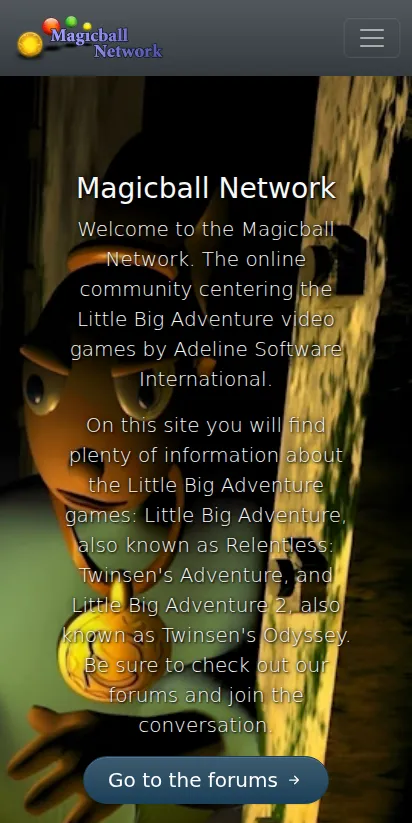 Magicball
Network
Magicball Network
Welcome to the Magicball
Network. The online
community centering the
Little Big Adventure video
games by Adeline Software
International.
On this site you will find
plenty of information about
the Little Big Adventure
games: Little Big Adventure,
also known as Relentless:
Twinsen's Adventure, and
Little Big Adventure 2, also
known as Twinsen's Odyssey.
Be sure to check out our
forums and join the
conversation.
Go to the forums →